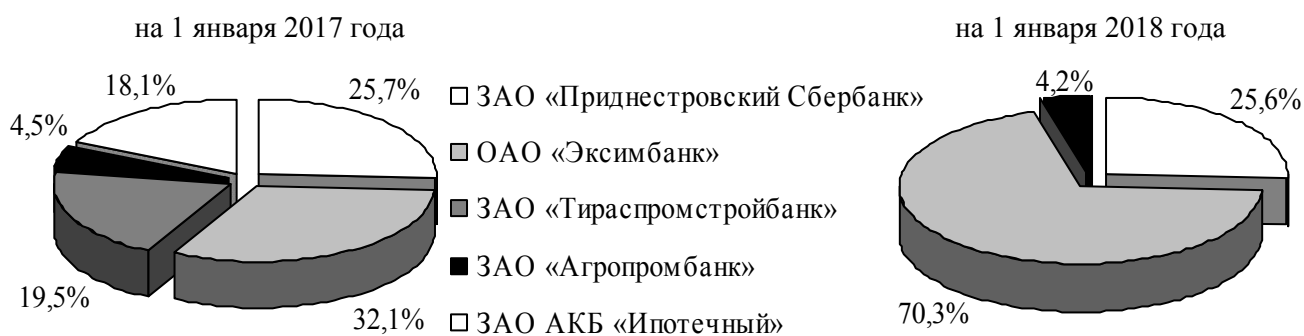 на 1 января 2017 года
на 1 января 2018 года
18,1%
25,7%
4,5%
19,5%
32,1%
ЗАО «Приднестровский Сбербанк»
ОАО «Эксимбанк»
ЗАО «Тираспромстройбанк»
ЗАО «Агропромбанк»
ЗАО АКБ «Ипотечный»
4,2%
25,6%
70,3%